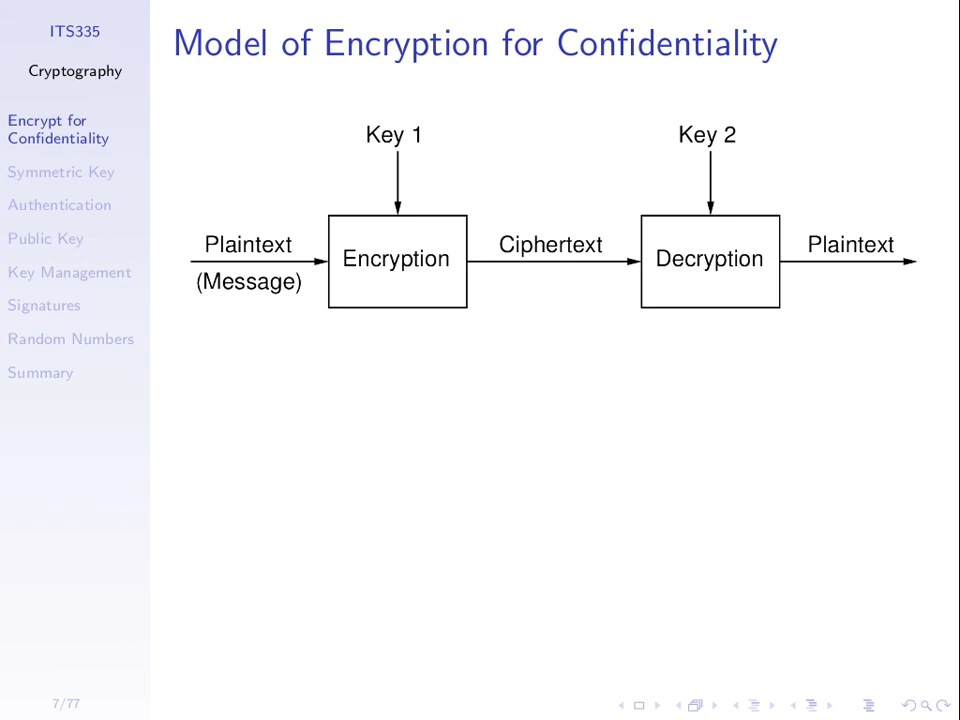 ITS335
Cryptography
Encrypt for
Confidentiality
Symmetric Key
Authentication
Public Key
Key Management
Signatures
Random Numbers
Summary
7/77
Model of Encryption for Confidentiality
Key 1
Key 2
Plaintext
(Message)
Encryption
Ciphertext
Decryption
Plaintext